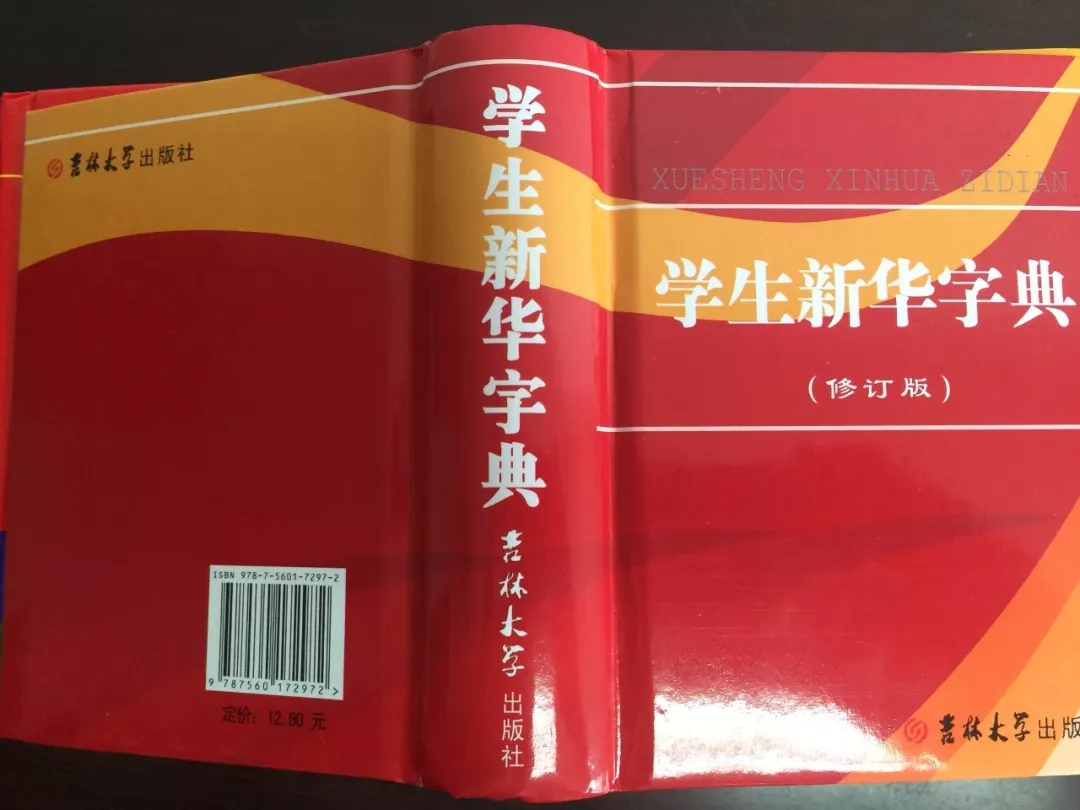 吉林大学出版社
ISBN 978-7-5601-7297-2
9 787560 172972 >
定价：12.80 元
学生新华字典
吉林大学出版社
XUESHENG XINHUA ZIDIAN
学生新华字典
（修订版）
吉林大学出版